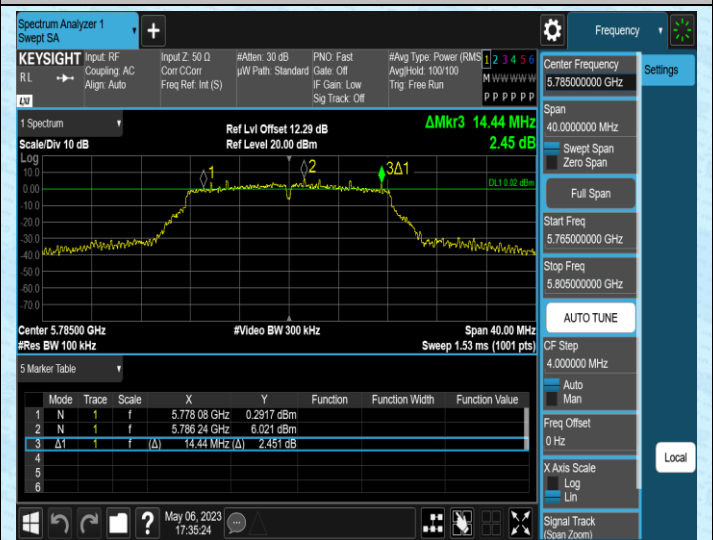 Spectrum Analyzer 1
Swept SA
+
Frequency
KEYSIGHT
RL
LXI
Input: RF
Coupling: AC
Align: Auto
Input Z: 50 Ω
Corr CCorr
Freq Ref: Int (S)
#Atten: 30 dB
µW Path: Standard
PNO: Fast
Gate: Off
IF Gain: Low
Sig Track: Off
#Avg Type: Power (RMS
Avg|Hold: 100/100
Trig: Free Run
1 2 3 4 5 6
M W W W W W
P P P P P P
1 Spectrum
Scale/Div 10 dB
Ref Lvl Offset 12.29 dB
Ref Level 20.00 dBm
ΔMkr3 14.44 MHz
2.45 dB
Log
10.0
0.00
-10.0
-20.0
-30.0
-40.0
-50.0
-60.0
-70.0
1
2
3Δ1
DL1 0.02 dBm
Center 5.78500 GHz
#Res BW 100 kHz
#Video BW 300 kHz
Span 40.00 MHz
Sweep 1.53 ms (1001 pts)
5 Marker Table
Mode Trace Scale X Y Function Function Width Function Value
1 N 1 f 5.778 08 GHz 0.2917 dBm
2 N 1 f 5.786 24 GHz 6.021 dBm
3 Δ1 1 f (Δ) 14.44 MHz (Δ) 2.451 dB
4
5
6
?
May 06, 2023
17:35:24
Center Frequency
5.785000000 GHz
Settings
Span
40.0000000 MHz
Swept Span
Zero Span
Full Span
Start Freq
5.765000000 GHz
Stop Freq
5.805000000 GHz
AUTO TUNE
CF Step
4.000000 MHz
Auto
Man
Freq Offset
0 Hz
X Axis Scale
Log
Lin
Local
Signal Track
(Span Zoom)